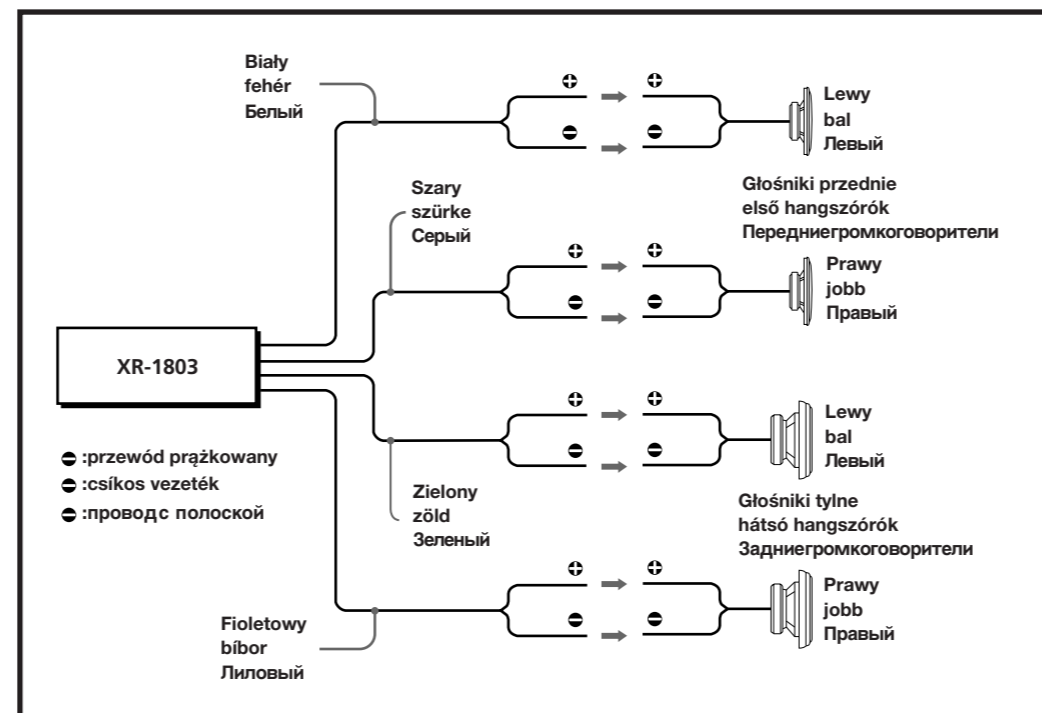 Biały
fehér
Белый
Lewy
bal
Левый
Szary
szürke
Серый
Głośniki przednie
első hangszórók
Передниегромкоговорители
Prawy
jobb
Правый
XR-1803
Lewy
bal
Левый
⊖ :przewód prążkowany
⊖ :csíkos vezeték
⊖ :провoдc полоской
Zielony
zöld
Зеленый
Głośniki tylne
hátsó hangszórók
Задниегромкоговорители
Prawy
jobb
Правый
Fioletowy
bíbor
Лиловый